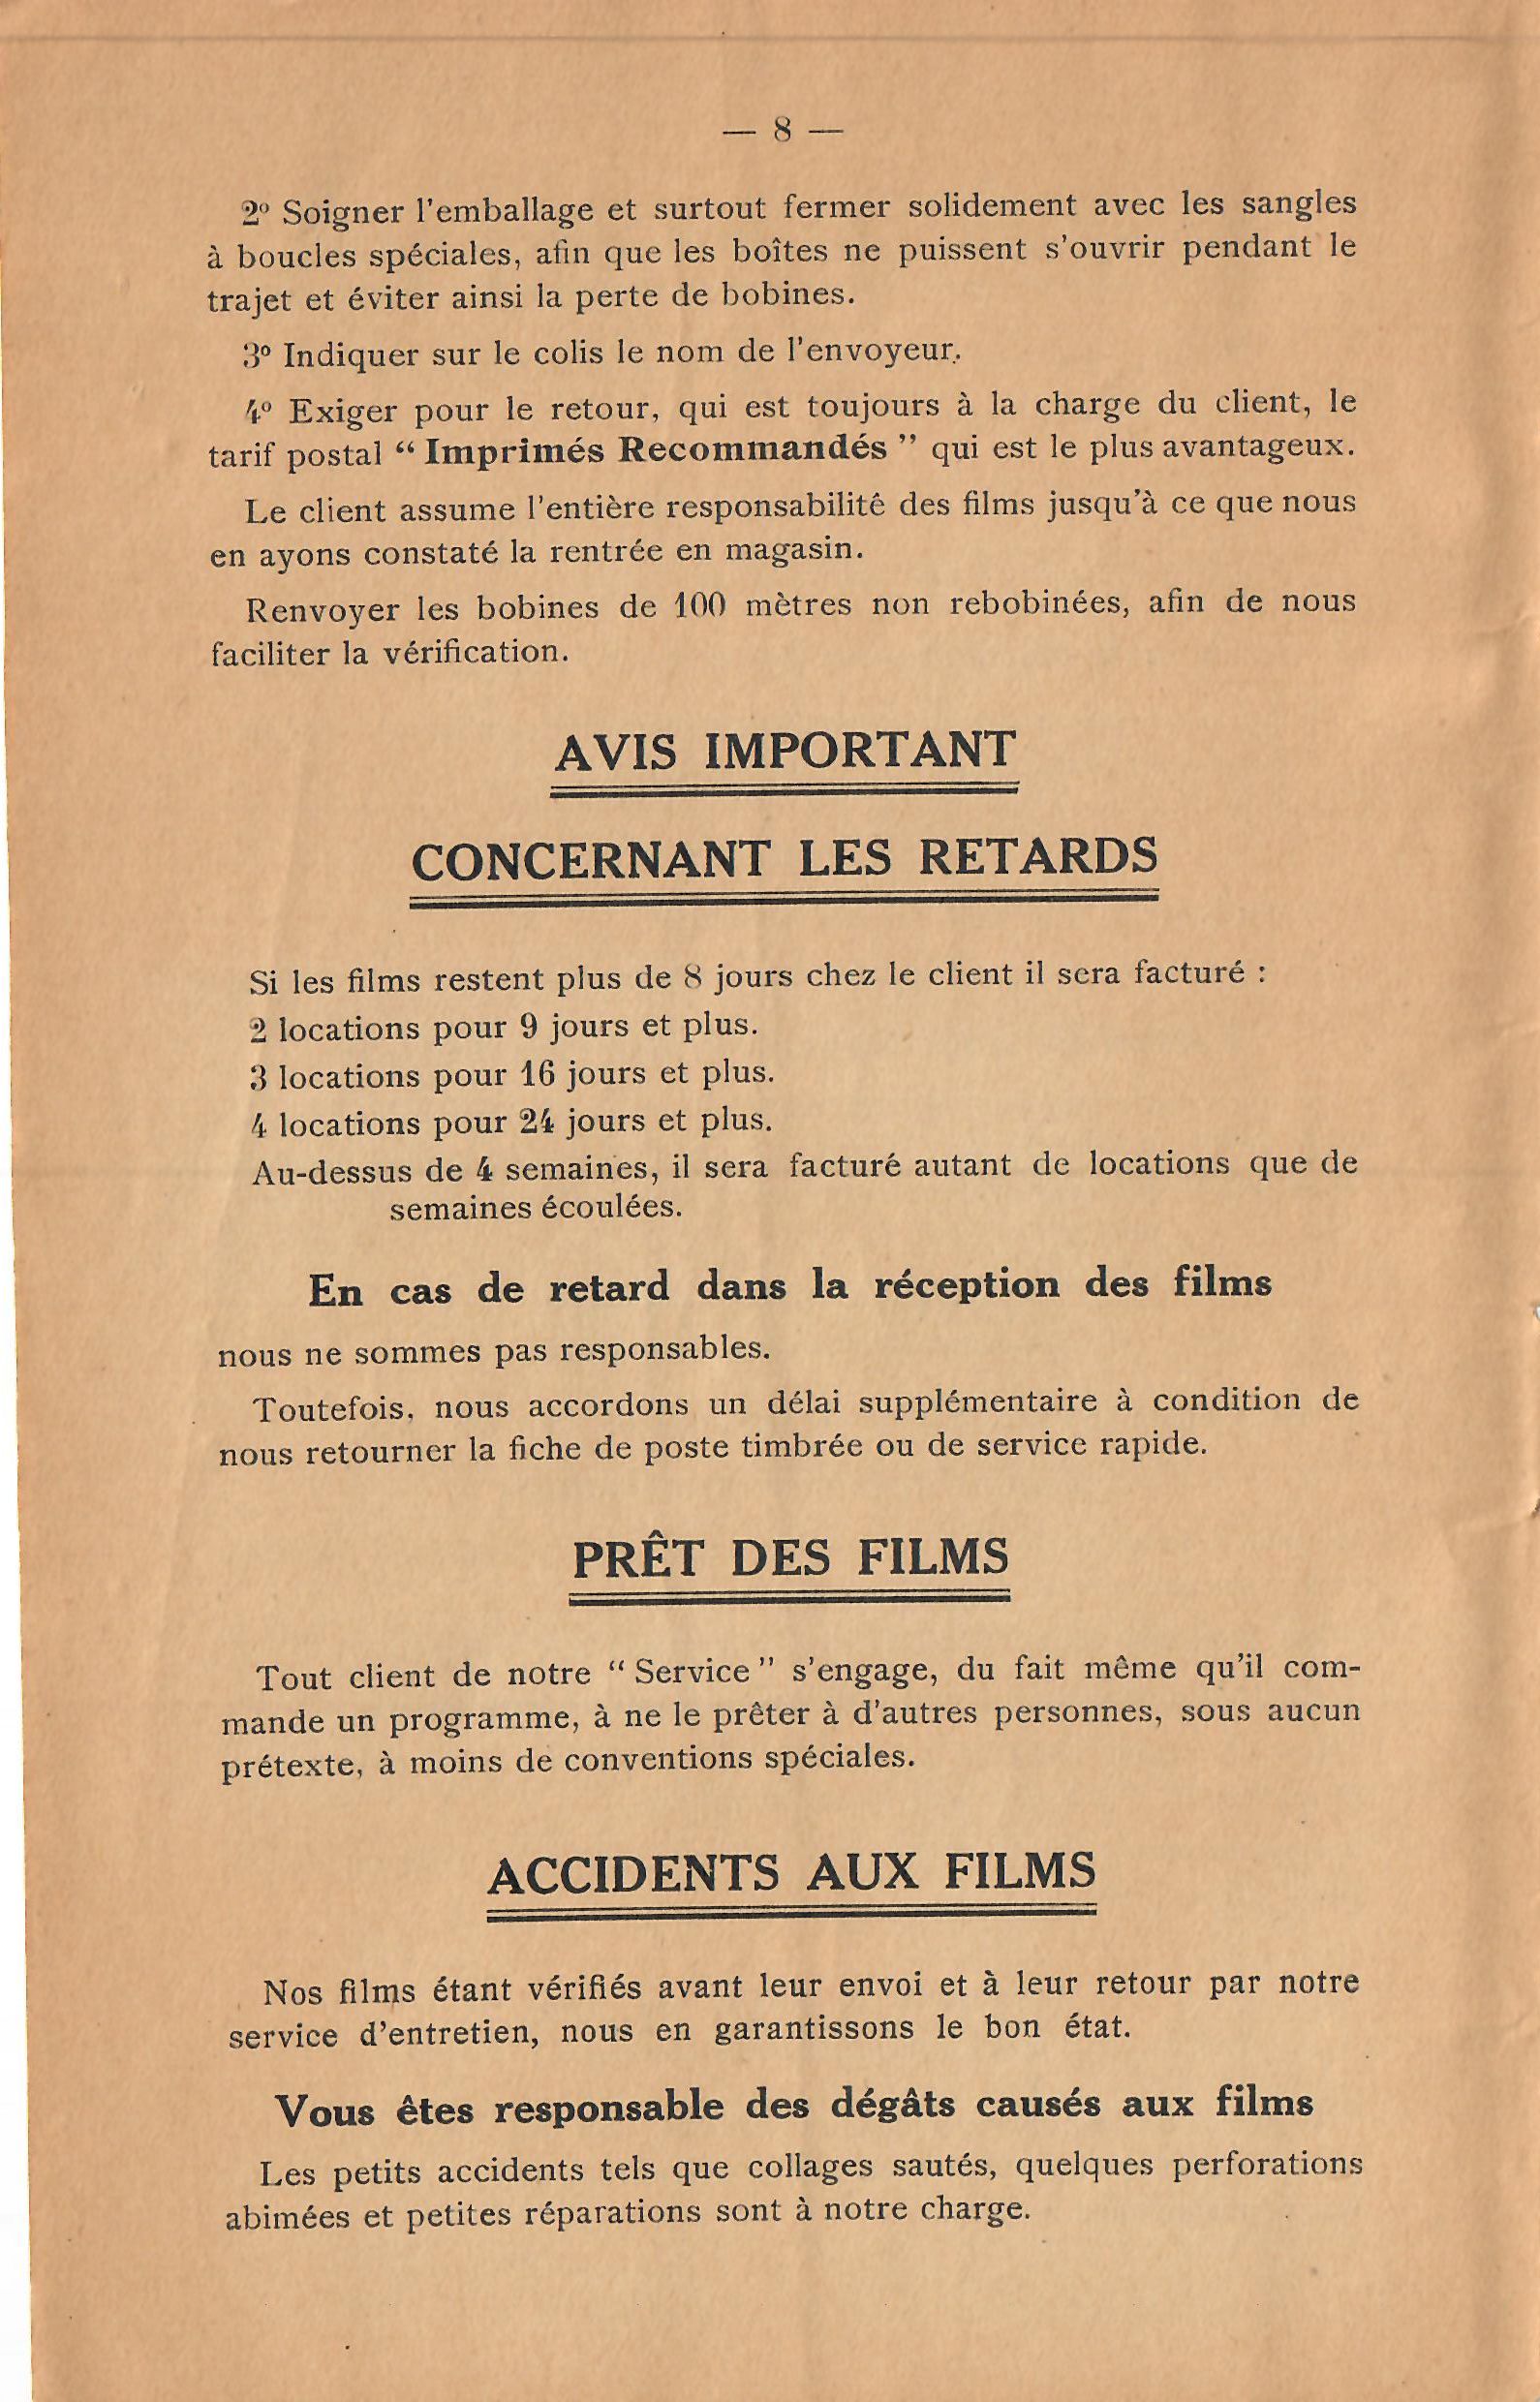 — 8 —
2º Soigner l'emballage et surtout fermer solidement avec les sangles
à boucles spéciales, afin que les boîtes ne puissent s'ouvrir pendant le
trajet et éviter ainsi la perte de bobines.
3º Indiquer sur le colis le nom de l'envoyeur.
4º Exiger pour le retour, qui est toujours à la charge du client, le
tarif postal “ Imprimés Recommandés ” qui est le plus avantageux.
Le client assume l'entière responsabilité des films jusqu'à ce que nous
en ayons constaté la rentrée en magasin.
Renvoyer les bobines de 100 mètres non rebobinées, afin de nous
faciliter la vérification.
AVIS IMPORTANT
CONCERNANT LES RETARDS
Si les films restent plus de 8 jours chez le client il sera facturé :
2 locations pour 9 jours et plus.
3 locations pour 16 jours et plus.
4 locations pour 24 jours et plus.
Au-dessus de 4 semaines, il sera facturé autant de locations que de
semaines écoulées.
En cas de retard dans la réception des films
nous ne sommes pas responsables.
Toutefois, nous accordons un délai supplémentaire à condition de
nous retourner la fiche de poste timbrée ou de service rapide.
PRÊT DES FILMS
Tout client de notre “ Service ” s'engage, du fait même qu'il com-
mande un programme, à ne le prêter à d'autres personnes, sous aucun
prétexte, à moins de conventions spéciales.
ACCIDENTS AUX FILMS
Nos films étant vérifiés avant leur envoi et à leur retour par notre
service d'entretien, nous en garantissons le bon état.
Vous êtes responsable des dégâts causés aux films
Les petits accidents tels que collages sautés, quelques perforations
abimées et petites réparations sont à notre charge.